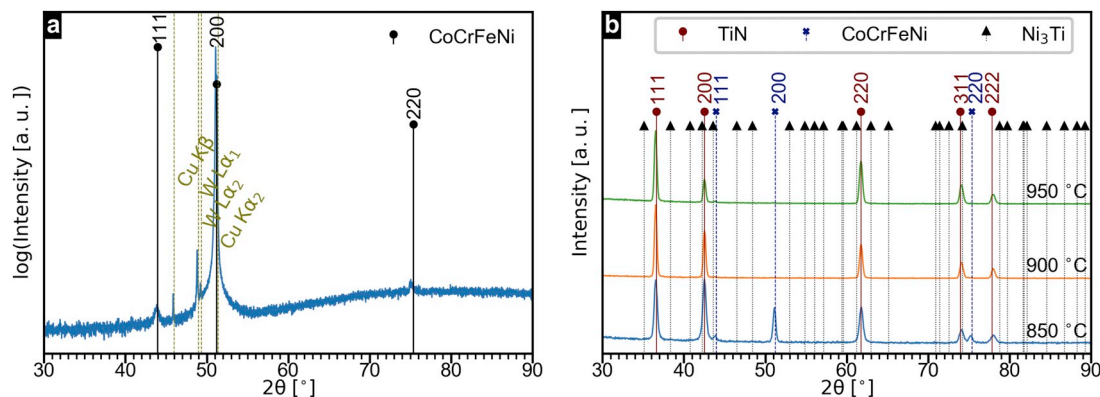 a
CoCrFeNi
111
200
220
Cu Kβ
W Lα₂
W Lα₁
Cu Kα₂
log(Intensity [a. u.])
30 40 50 60 70 80 90
2θ [°]
b
TiN CoCrFeNi Ni₃Ti
111 200 111 200 220 311 220 222
950 °C
900 °C
850 °C
Intensity [a. u.]
30 40 50 60 70 80 90
2θ [°]